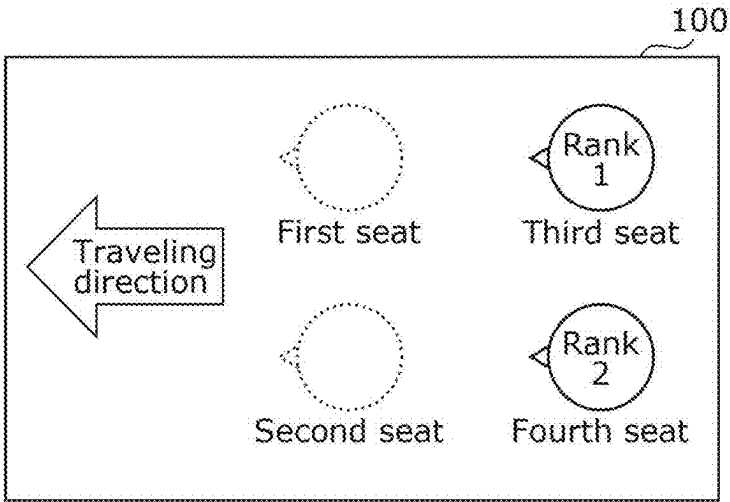 100
Rank
1
First seat
Third seat
Traveling
direction
Rank
2
Second seat
Fourth seat